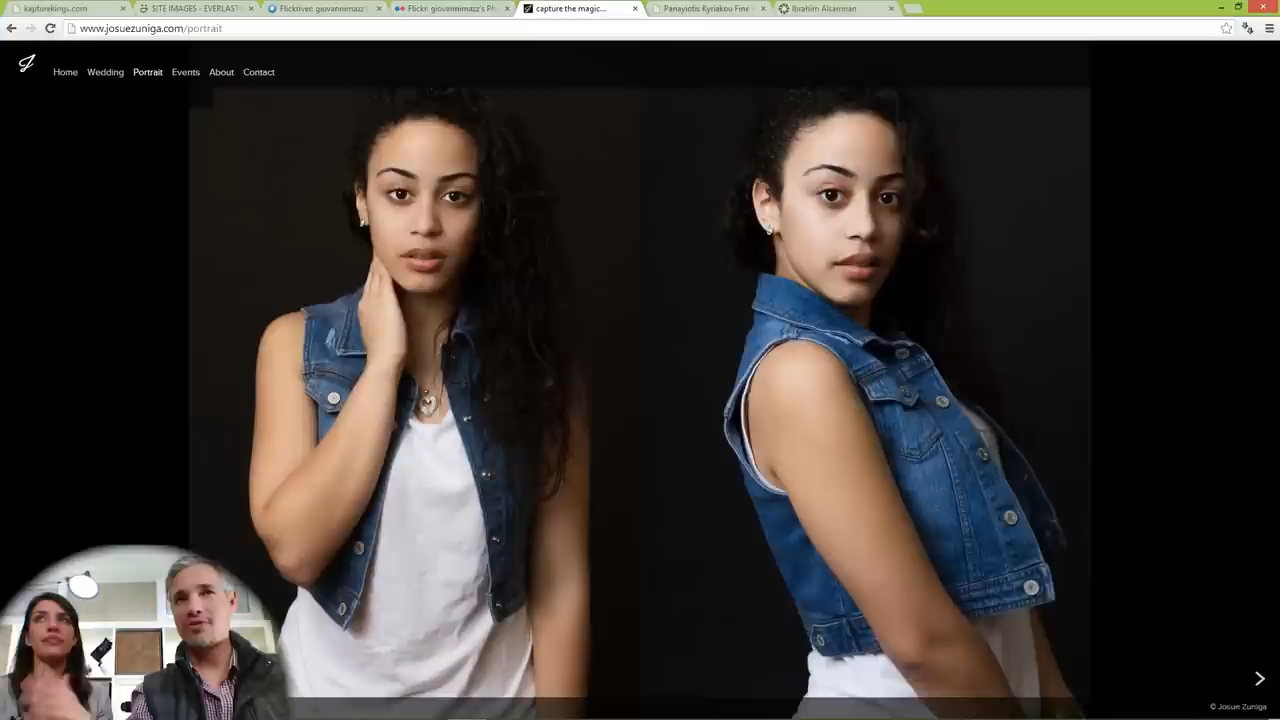 kapturekings.com
SITE IMAGES - EVERLAST
Flickriver: giovannimazz's
Flickr: giovannimazz's Ph
capture the magic...
Panayiotis Kyriakou Fine
Ibrahim Alsamman
www.josuezuniga.com/portrait
Home Wedding Portrait Events About Contact
© Josue Zuniga